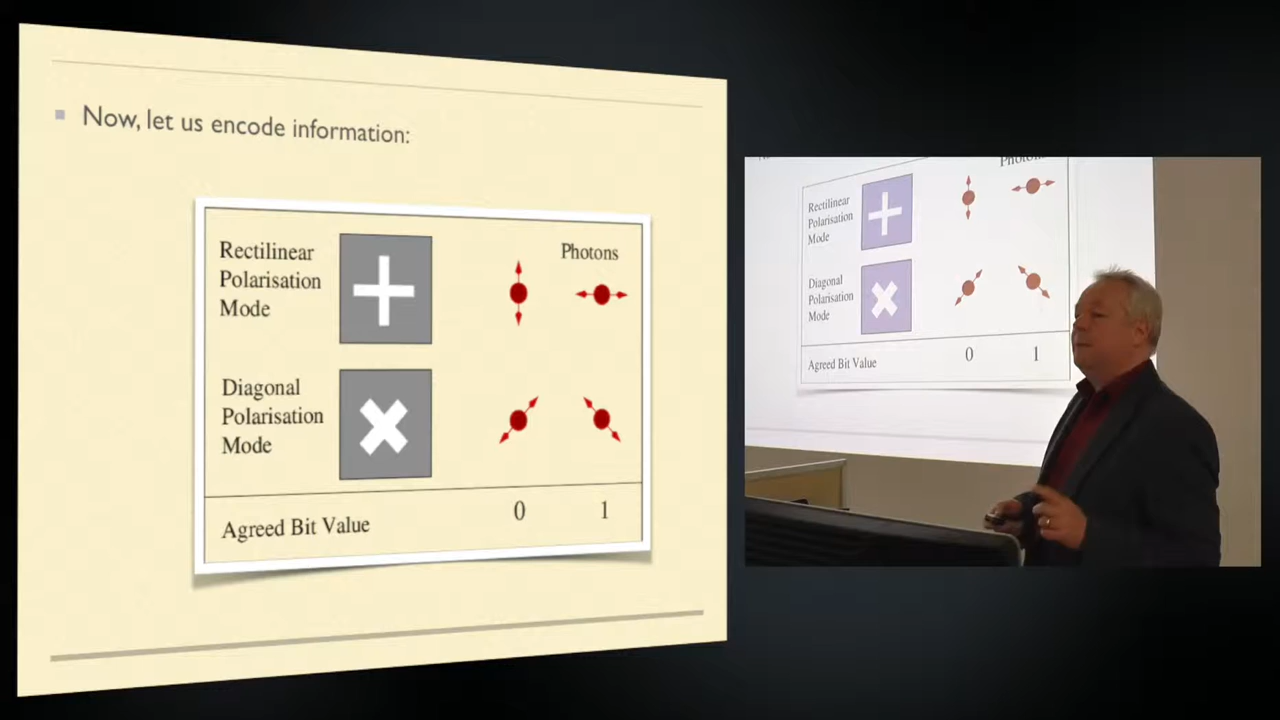 Now, let us encode information:
Rectilinear
Polarisation
Mode
Photons
Diagonal
Polarisation
Mode
0 1
Agreed Bit Value
Rectilinear
Polarisation
Mode
Diagonal
Polarisation
Mode
Agreed Bit Value
0 1